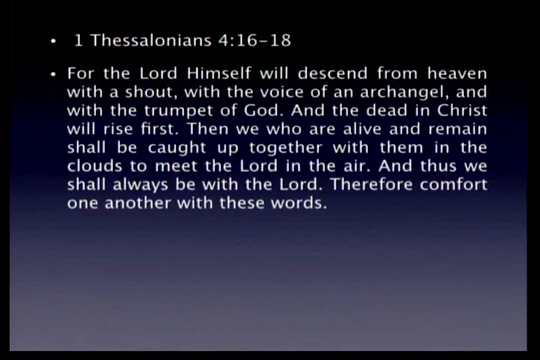 • 1 Thessalonians 4:16-18
• For the Lord Himself will descend from heaven
with a shout, with the voice of an archangel, and
with the trumpet of God. And the dead in Christ
will rise first. Then we who are alive and remain
shall be caught up together with them in the
clouds to meet the Lord in the air. And thus we
shall always be with the Lord. Therefore comfort
one another with these words.